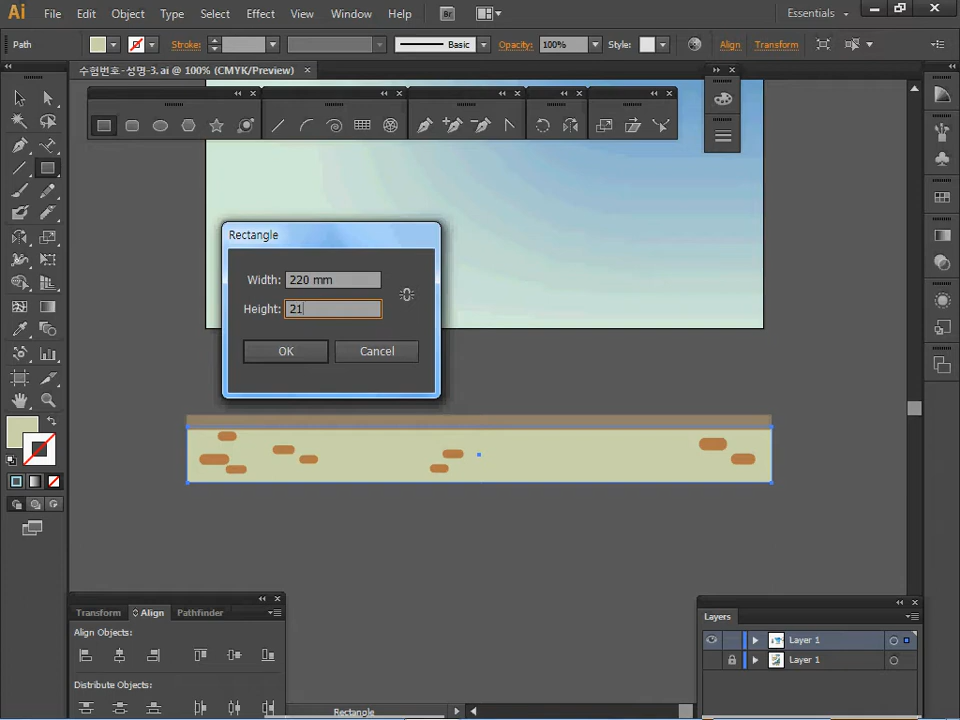 Ai File Edit Object Type Select Effect View Window Help Br Essentials
Path Stroke: Basic Opacity: 100% Style: Align Transform
수험번호-성명-3.ai @ 100% (CMYK/Preview)
Rectangle
Width: 220 mm
Height: 21
OK Cancel
Transform Align Pathfinder
Align Objects:
Distribute Objects:
Layers
Layer 1
Layer 1
Rectangle